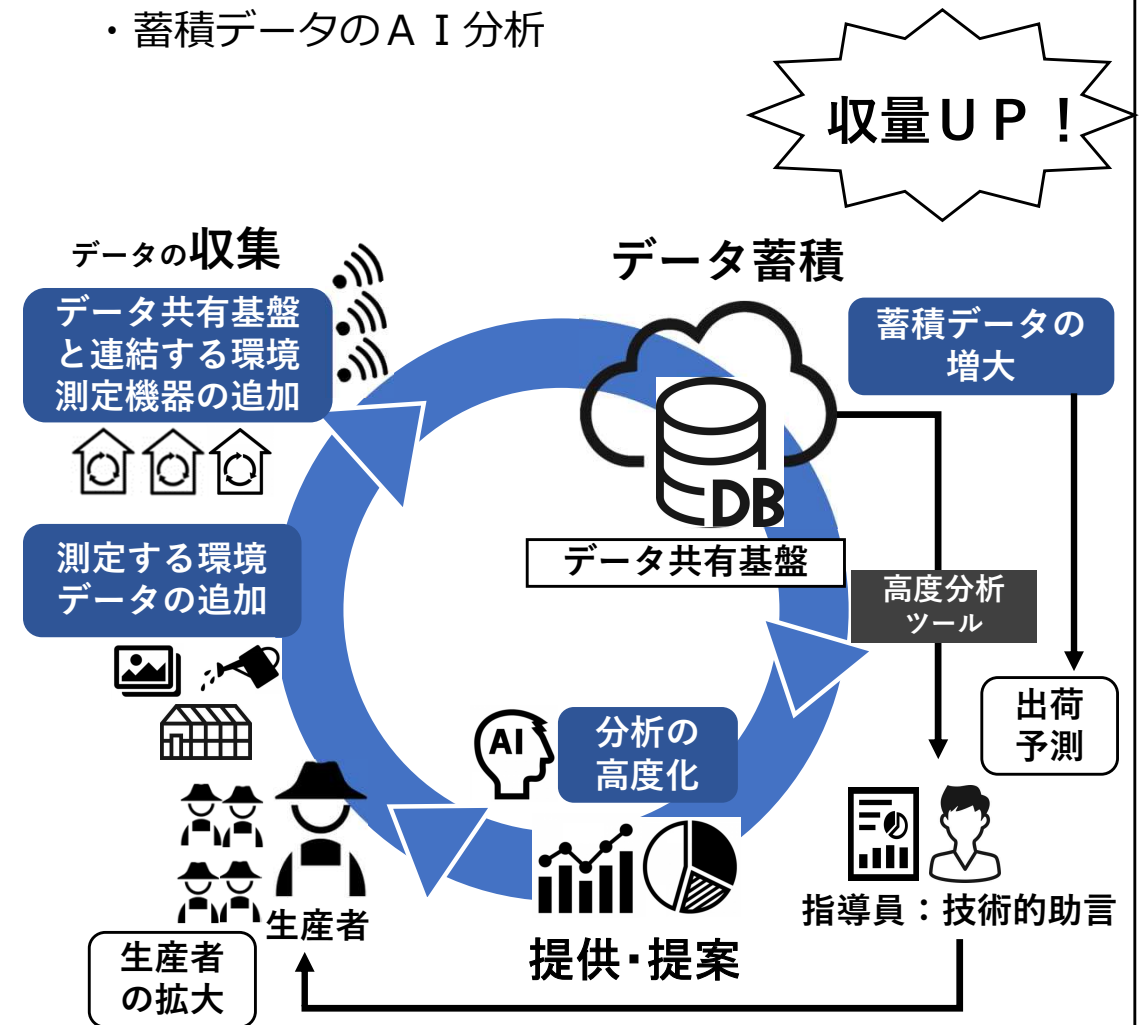 ・蓄積データのＡＩ分析
収量ＵＰ！
データの収集
データ共有基盤
と連結する環境
測定機器の追加
データ蓄積
蓄積データの
増大
DB
データ共有基盤
測定する環境
データの追加
高度分析
ツール
出荷
予測
AI
分析の
高度化
指導員：技術的助言
生産者
提供・提案
生産者
の拡大